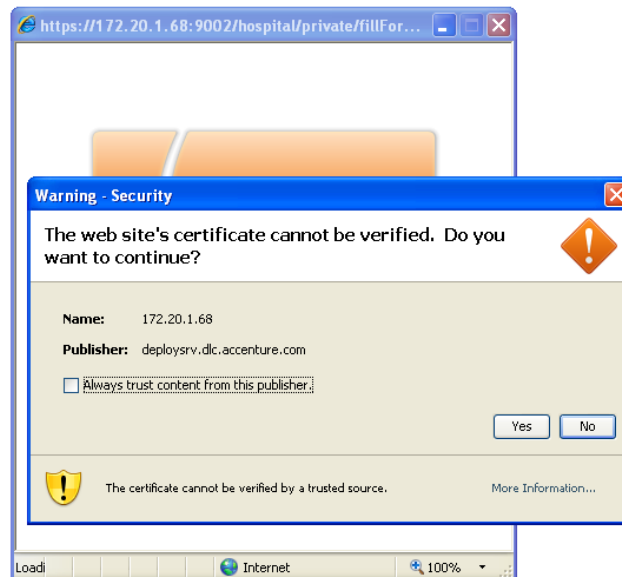 https://172.20.1.68:9002/hospital/private/fillFor...
Warning - Security
The web site's certificate cannot be verified. Do you
want to continue?
Name: 172.20.1.68
Publisher: deploysrv.dlc.accenture.com
Always trust content from this publisher.
Yes No
The certificate cannot be verified by a trusted source. More Information...
Loadi Internet 100%